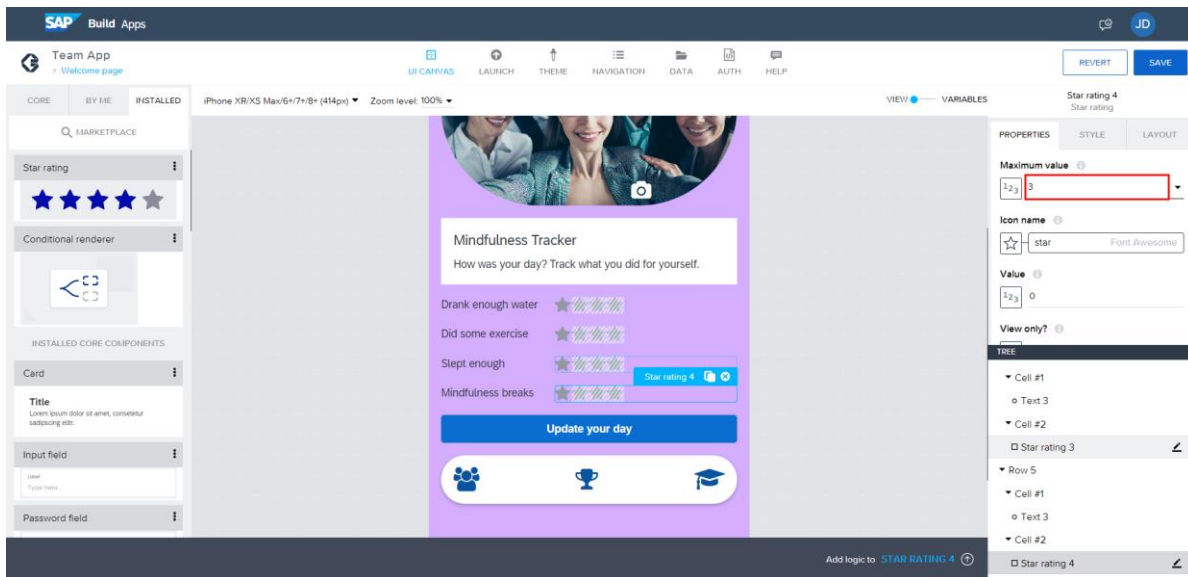 SAP Build Apps
JD
Team App
Welcome page
UI CANVAS LAUNCH THEME NAVIGATION DATA AUTH HELP
REVERT SAVE
CORE BY ME INSTALLED
iPhone XR/XS Max/6+/7+/8+ (414px) Zoom level: 100%
VIEW VARIABLES
Star rating 4
Star rating
MARKETPLACE
PROPERTIES STYLE LAYOUT
Star rating
Maximum value
3
Icon name
star Font Awesome
Value
0
View only?
Conditional renderer
INSTALLED CORE COMPONENTS
Card
Title
Lorem ipsum dolor sit amet, consetetur
sadipscing elitr.
Input field
Label
Type here...
Password field
Mindfulness Tracker
How was your day? Track what you did for yourself.
Drank enough water
Did some exercise
Slept enough
Star rating 4
Mindfulness breaks
Update your day
TREE
Cell #1
Text 3
Cell #2
Star rating 3
Row 5
Cell #1
Text 3
Cell #2
Star rating 4
Add logic to STAR RATING 4